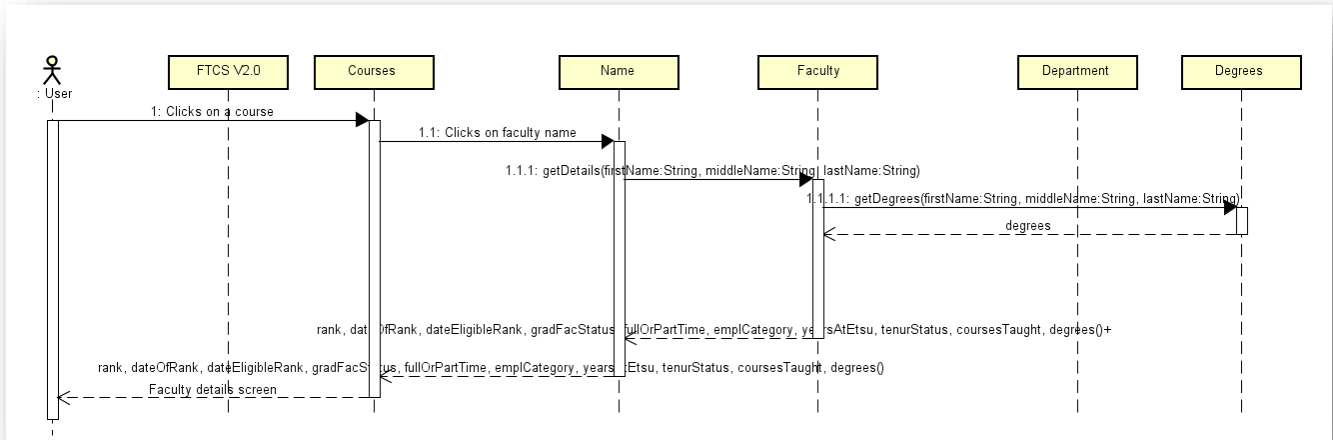 FTCS V2.0
Courses
Name
Faculty
Department
Degrees
: User
1: Clicks on a course
1.1: Clicks on faculty name
1.1.1: getDetails(firstName:String, middleName:String, lastName:String)
1.1.1.1: getDegrees(firstName:String, middleName:String, lastName:String)
degrees
rank, dateOfRank, dateEligibleRank, gradFacStatus, fullOrPartTime, emplCategory, yearsAtEtsu, tenurStatus, coursesTaught, degrees()+
rank, dateOfRank, dateEligibleRank, gradFacStatus, fullOrPartTime, emplCategory, yearsAtEtsu, tenurStatus, coursesTaught, degrees()
Faculty details screen